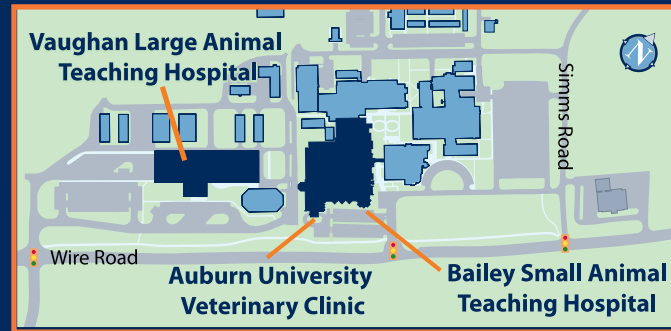 Vaughan Large Animal
Teaching Hospital
N
Simms Road
Wire Road
Auburn University
Veterinary Clinic
Bailey Small Animal
Teaching Hospital